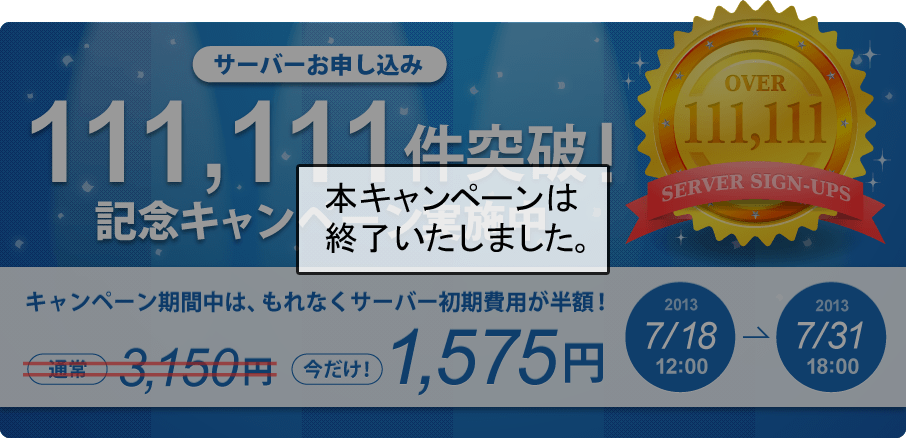 サーバーお申し込み
111,111件突破!
記念キャンペーン実施中
本キャンペーンは
終了いたしました。
OVER
111,111
SERVER SIGN-UPS
キャンペーン期間中は、もれなくサーバー初期費用が半額!
通常 3,150円 今だけ! 1,575円
2013
7/18
12:00
→
2013
7/31
18:00